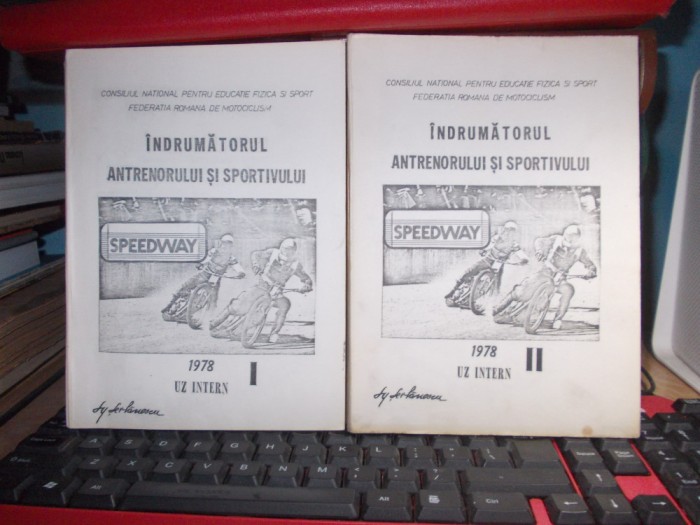 CONSILIUL NATIONAL PENTRU EDUCATIE FIZICA SI SPORT
FEDERATIA ROMANA DE MOTOCICLISM
ÎNDRUMĂTORUL
ANTRENORULUI ȘI SPORTIVULUI
SPEEDWAY
1978 I
UZ INTERN
CONSILIUL NATIONAL PENTRU EDUCATIE FIZICA SI SPORT
FEDERATIA ROMANA DE MOTOCICLISM
ÎNDRUMĂTORUL
ANTRENORULUI ȘI SPORTIVULUI
SPEEDWAY
1978 II
UZ INTERN